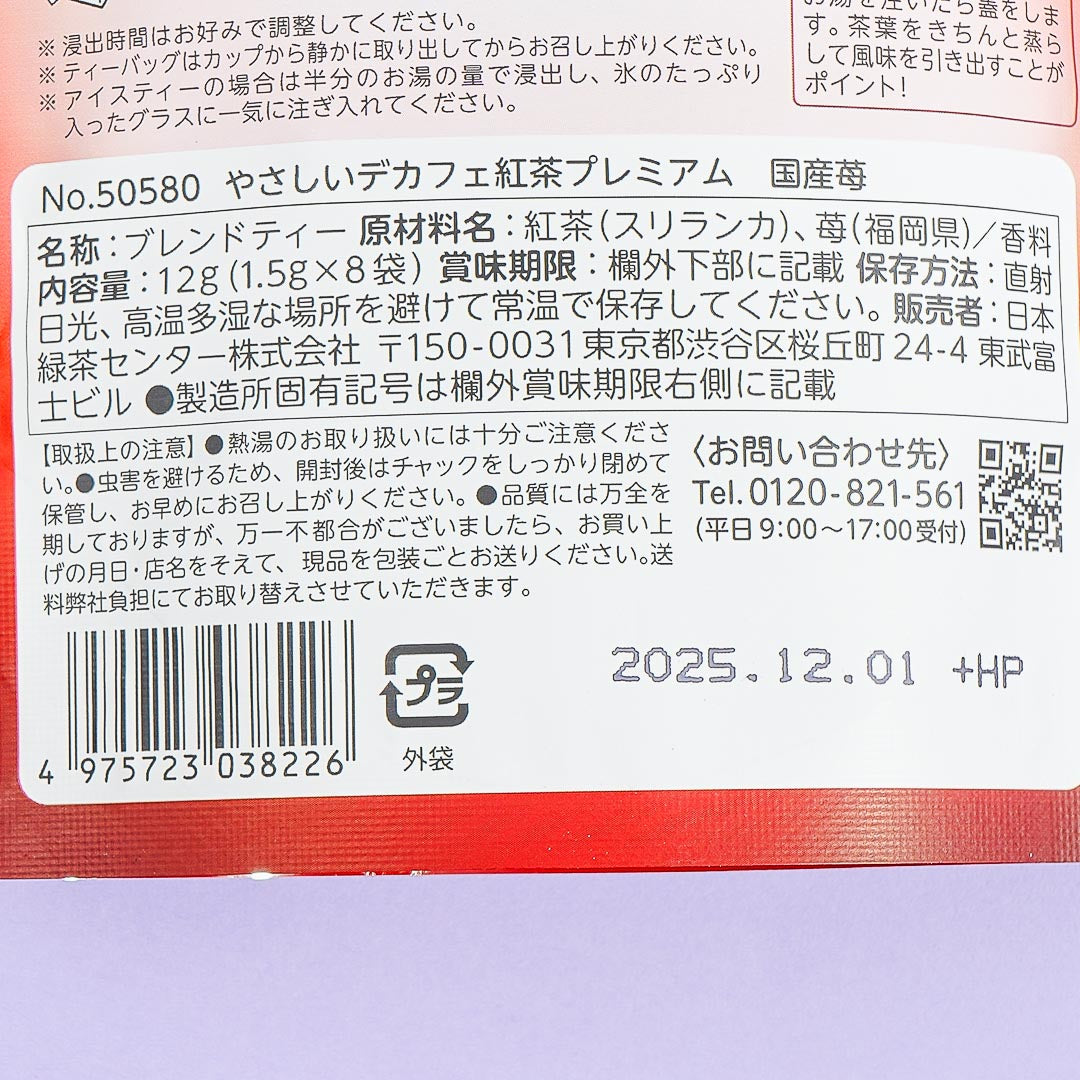 ※ 浸出時間はお好みで調整してください。
※ ティーバッグはカップから静かに取り出してからお召し上がりください。
※ アイスティーの場合は半分のお湯の量で浸出し、氷のたっぷり
入ったグラスに一気に注ぎ入れてください。
お湯を注いだら蓋をしま
す。茶葉をきちんと蒸ら
して風味を引き出すことが
ポイント!
No.50580 やさしいデカフェ紅茶プレミアム 国産苺
名称：ブレンドティー 原材料名：紅茶(スリランカ)、苺(福岡県)／香料
内容量：12g (1.5g×8袋) 賞味期限：欄外下部に記載 保存方法：直射
日光、高温多湿な場所を避けて常温で保存してください。販売者：日本
緑茶センター株式会社 〒150-0031 東京都渋谷区桜丘町 24-4 東武富
士ビル ●製造所固有記号は欄外賞味期限右側に記載
【取扱上の注意】●熱湯のお取り扱いには十分ご注意くださ
い。●虫害を避けるため、開封後はチャックをしっかり閉めて
保管し、お早めにお召し上がりください。●品質には万全を
期しておりますが、万一不都合がございましたら、お買い上
げの月日・店名をそえて、現品を包装ごとお送りください。送
料弊社負担にてお取り替えさせていただきます。
〈お問い合わせ先〉
Tel.0120-821-561
(平日 9:00〜17:00 受付)
プラ
外袋
2025.12.01 +HP
4 975723 038226